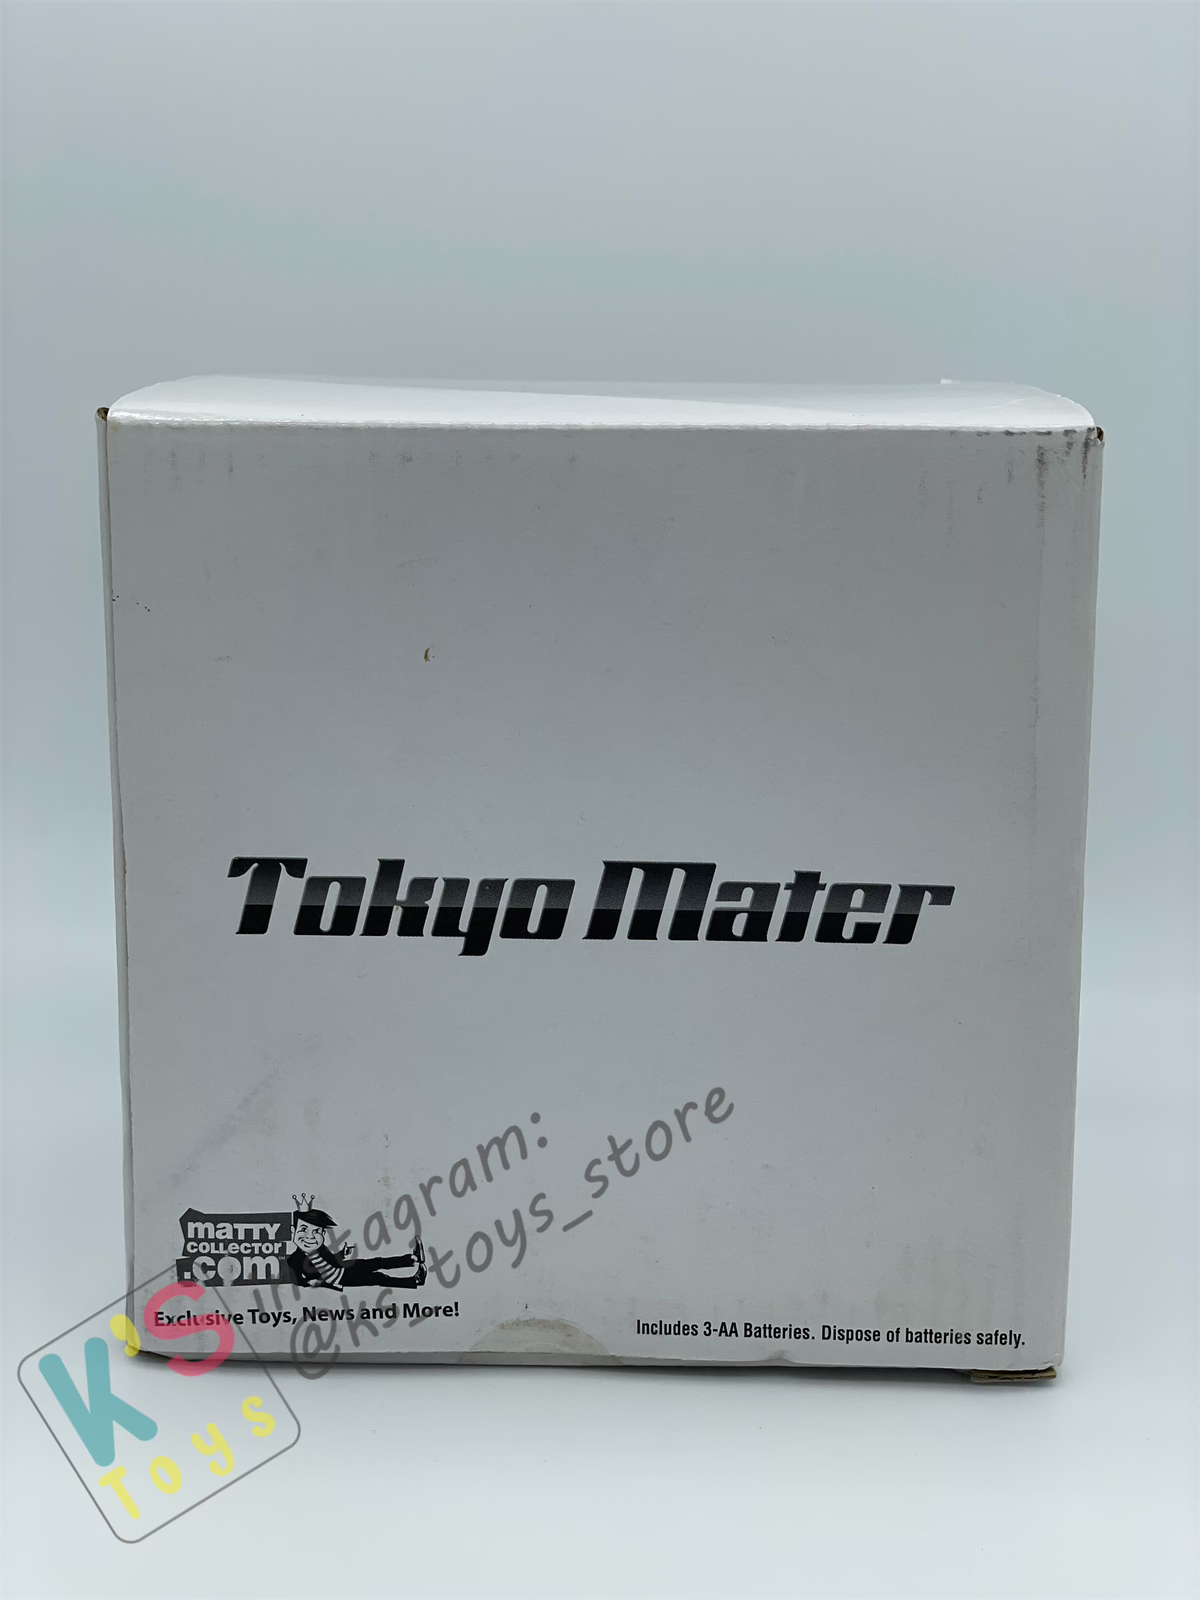 Tokyo Mater
maTTY
COLLECTOR
.com
Exclusive Toys, News and More!
Includes 3-AA Batteries. Dispose of batteries safely.
Instagram:
@ks_toys_store
K'S
Toys